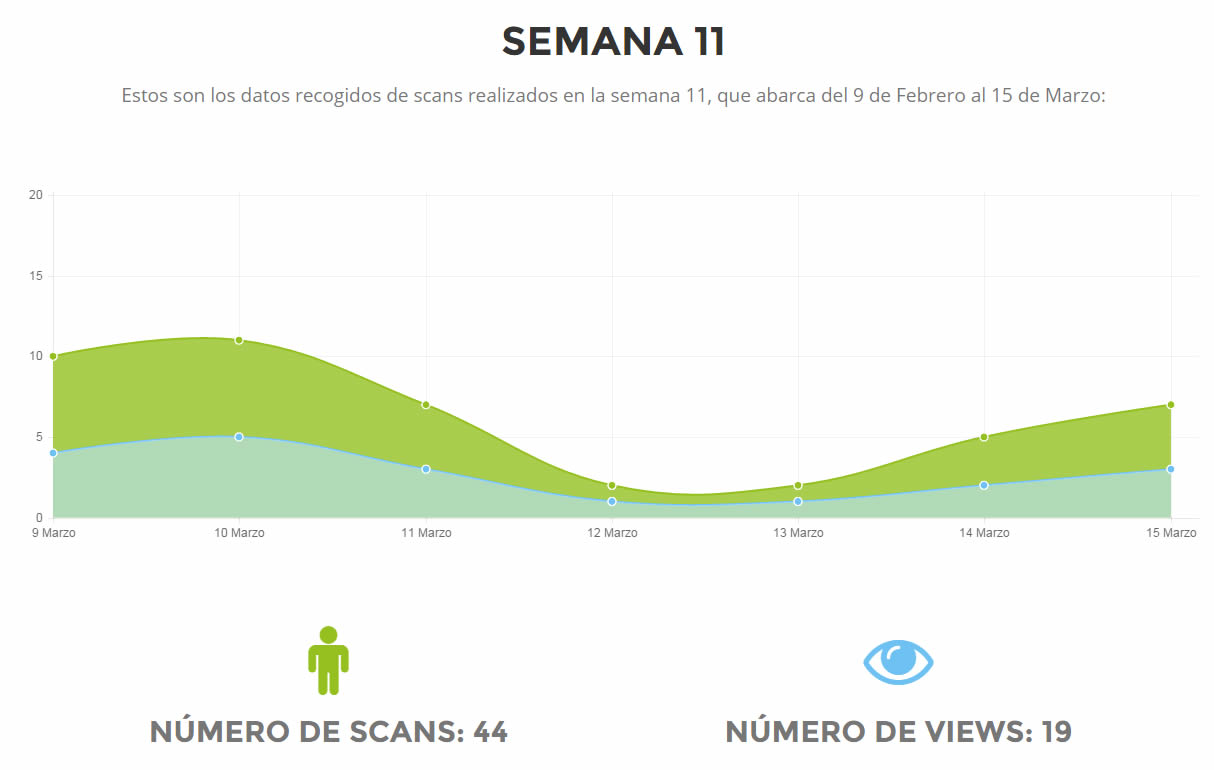 SEMANA 11
Estos son los datos recogidos de scans realizados en la semana 11, que abarca del 9 de Febrero al 15 de Marzo:
20
15
10
5
0
9 Marzo 10 Marzo 11 Marzo 12 Marzo 13 Marzo 14 Marzo 15 Marzo
NÚMERO DE SCANS: 44 NÚMERO DE VIEWS: 19